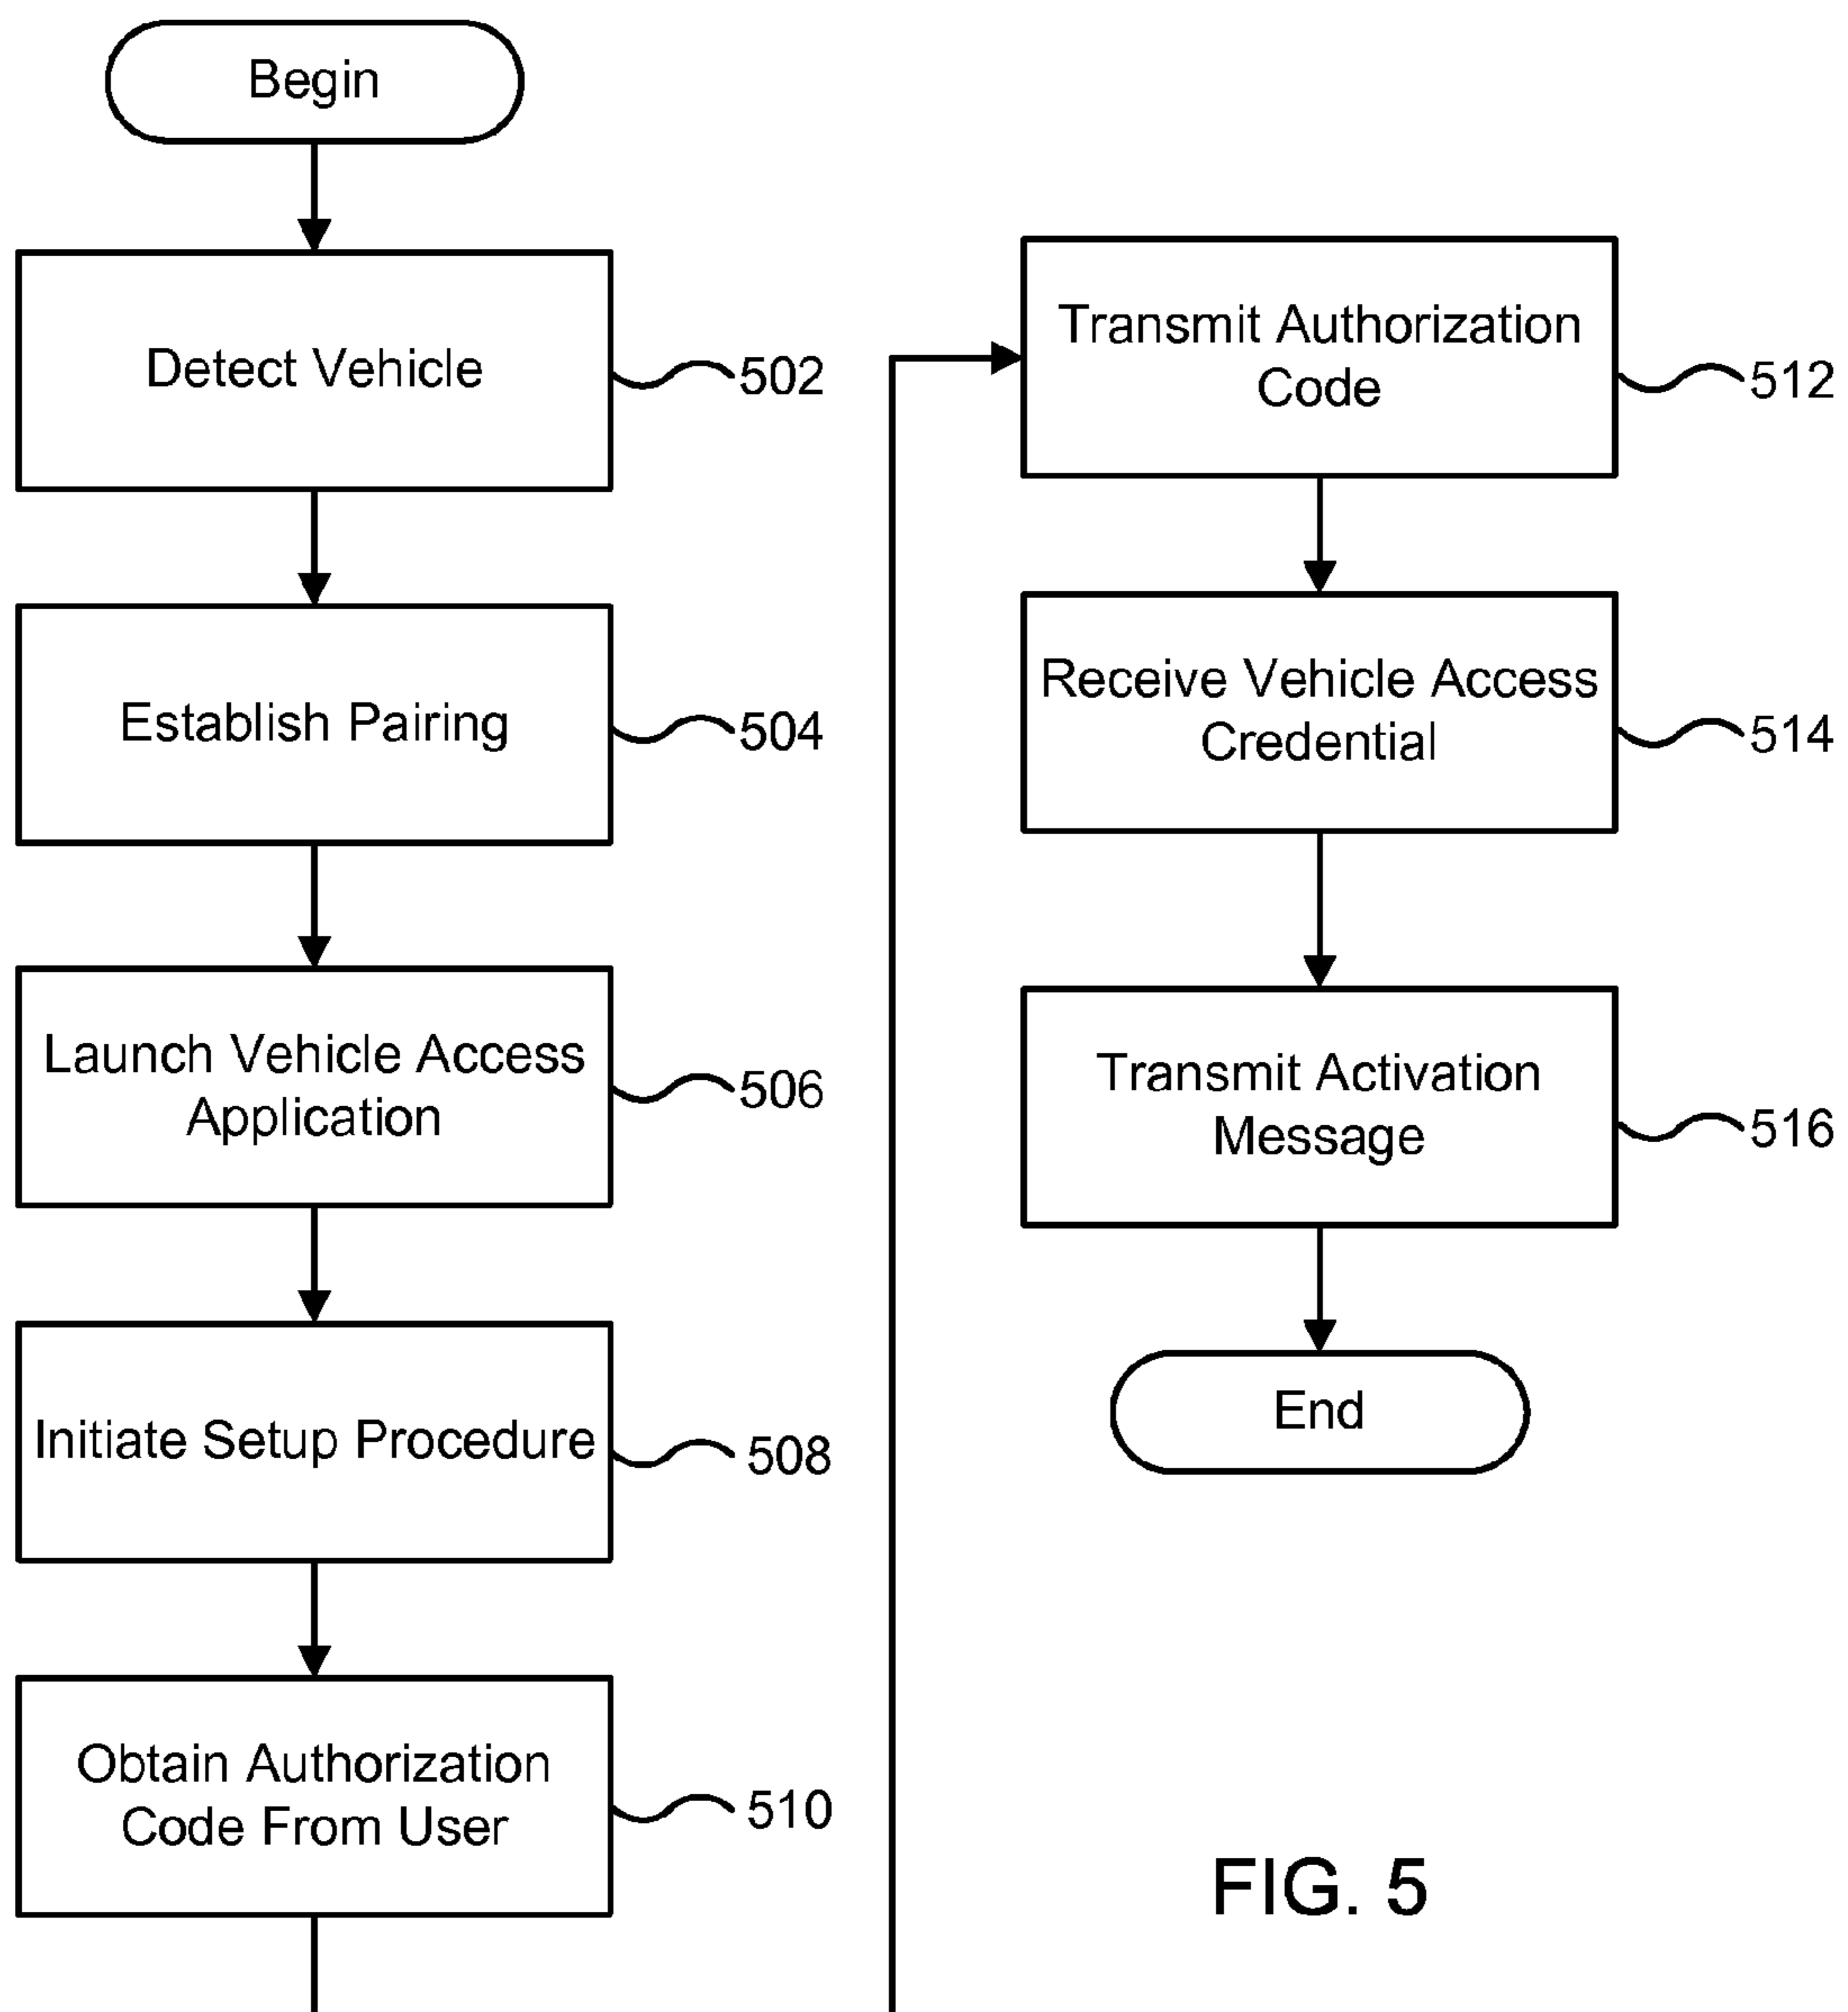 Begin
Detect Vehicle
502
Establish Pairing
504
Launch Vehicle Access
Application
506
Initiate Setup Procedure
508
Obtain Authorization
Code From User
510
Transmit Authorization
Code
512
Receive Vehicle Access
Credential
514
Transmit Activation
Message
516
End
FIG. 5